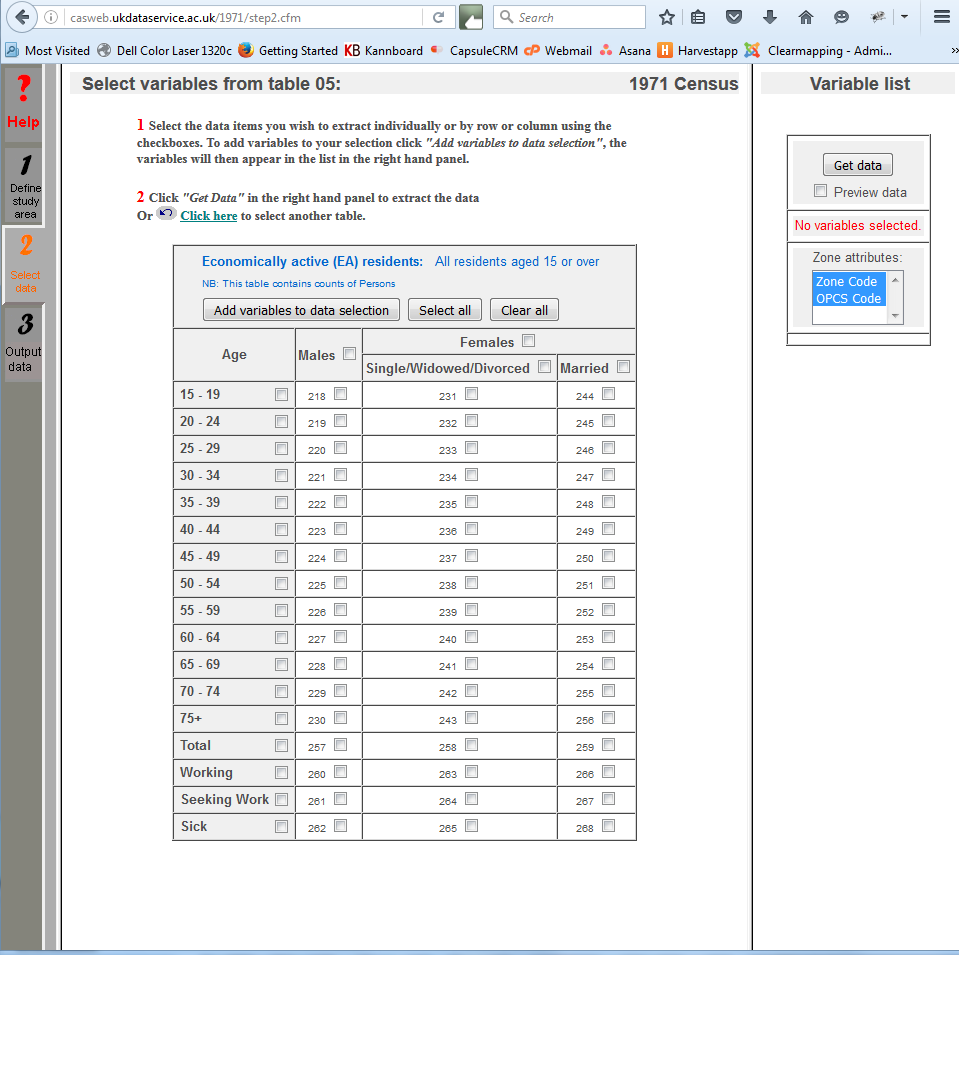 casweb.ukdataservice.ac.uk/1971/step2.cfm
Search
Most Visited Dell Color Laser 1320c Getting Started KB Kannboard CapsuleCRM Webmail Asana H Harvestapp Clearmapping - Admi... »
?
Help
1
Define
study
area
2
Select
data
3
Output
data
Select variables from table 05: 1971 Census
1 Select the data items you wish to extract individually or by row or column using the
checkboxes. To add variables to your selection click "Add variables to data selection", the
variables will then appear in the list in the right hand panel.
2 Click "Get Data" in the right hand panel to extract the data
Or Click here to select another table.
Economically active (EA) residents: All residents aged 15 or over
NB: This table contains counts of Persons
Add variables to data selection Select all Clear all
Age Males Females
Single/Widowed/Divorced Married
15 - 19 218 231 244
20 - 24 219 232 245
25 - 29 220 233 246
30 - 34 221 234 247
35 - 39 222 235 248
40 - 44 223 236 249
45 - 49 224 237 250
50 - 54 225 238 251
55 - 59 226 239 252
60 - 64 227 240 253
65 - 69 228 241 254
70 - 74 229 242 255
75+ 230 243 256
Total 257 258 259
Working 260 263 266
Seeking Work 261 264 267
Sick 262 265 268
Variable list
Get data
Preview data
No variables selected.
Zone attributes:
Zone Code
OPCS Code